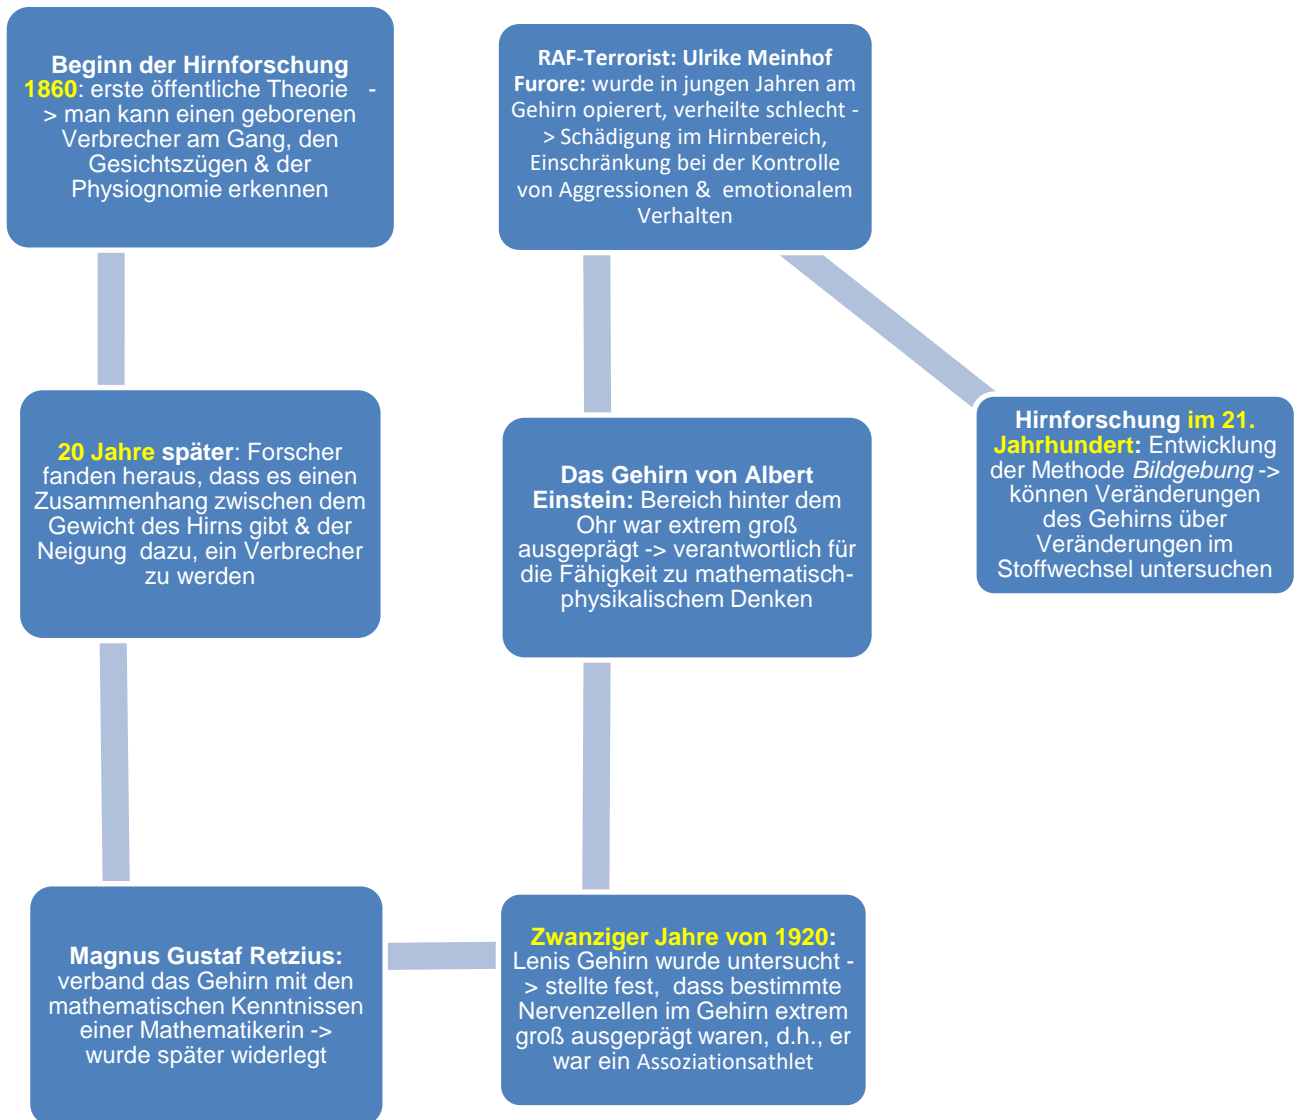 Beginn der Hirnforschung
1860: erste öffentliche Theorie -
> man kann einen geborenen
Verbrecher am Gang, den
Gesichtszügen & der
Physiognomie erkennen
20 Jahre später: Forscher
fanden heraus, dass es einen
Zusammenhang zwischen dem
Gewicht des Hirns gibt & der
Neigung dazu, ein Verbrecher
zu werden
Magnus Gustaf Retzius:
verband das Gehirn mit den
mathematischen Kenntnissen
einer Mathematikerin ->
wurde später widerlegt
Zwanziger Jahre von 1920:
Lenis Gehirn wurde untersucht -
> stellte fest, dass bestimmte
Nervenzellen im Gehirn extrem
groß ausgeprägt waren, d.h., er
war ein Assoziationsathlet
Das Gehirn von Albert
Einstein: Bereich hinter dem
Ohr war extrem groß
ausgeprägt -> verantwortlich für
die Fähigkeit zu mathematisch-
physikalischem Denken
RAF-Terrorist: Ulrike Meinhof
Furore: wurde in jungen Jahren am
Gehirn opierert, verheilte schlecht -
> Schädigung im Hirnbereich,
Einschränkung bei der Kontrolle
von Aggressionen & emotionalem
Verhalten
Hirnforschung im 21.
Jahrhundert: Entwicklung
der Methode Bildgebung ->
können Veränderungen
des Gehirns über
Veränderungen im
Stoffwechsel untersuchen